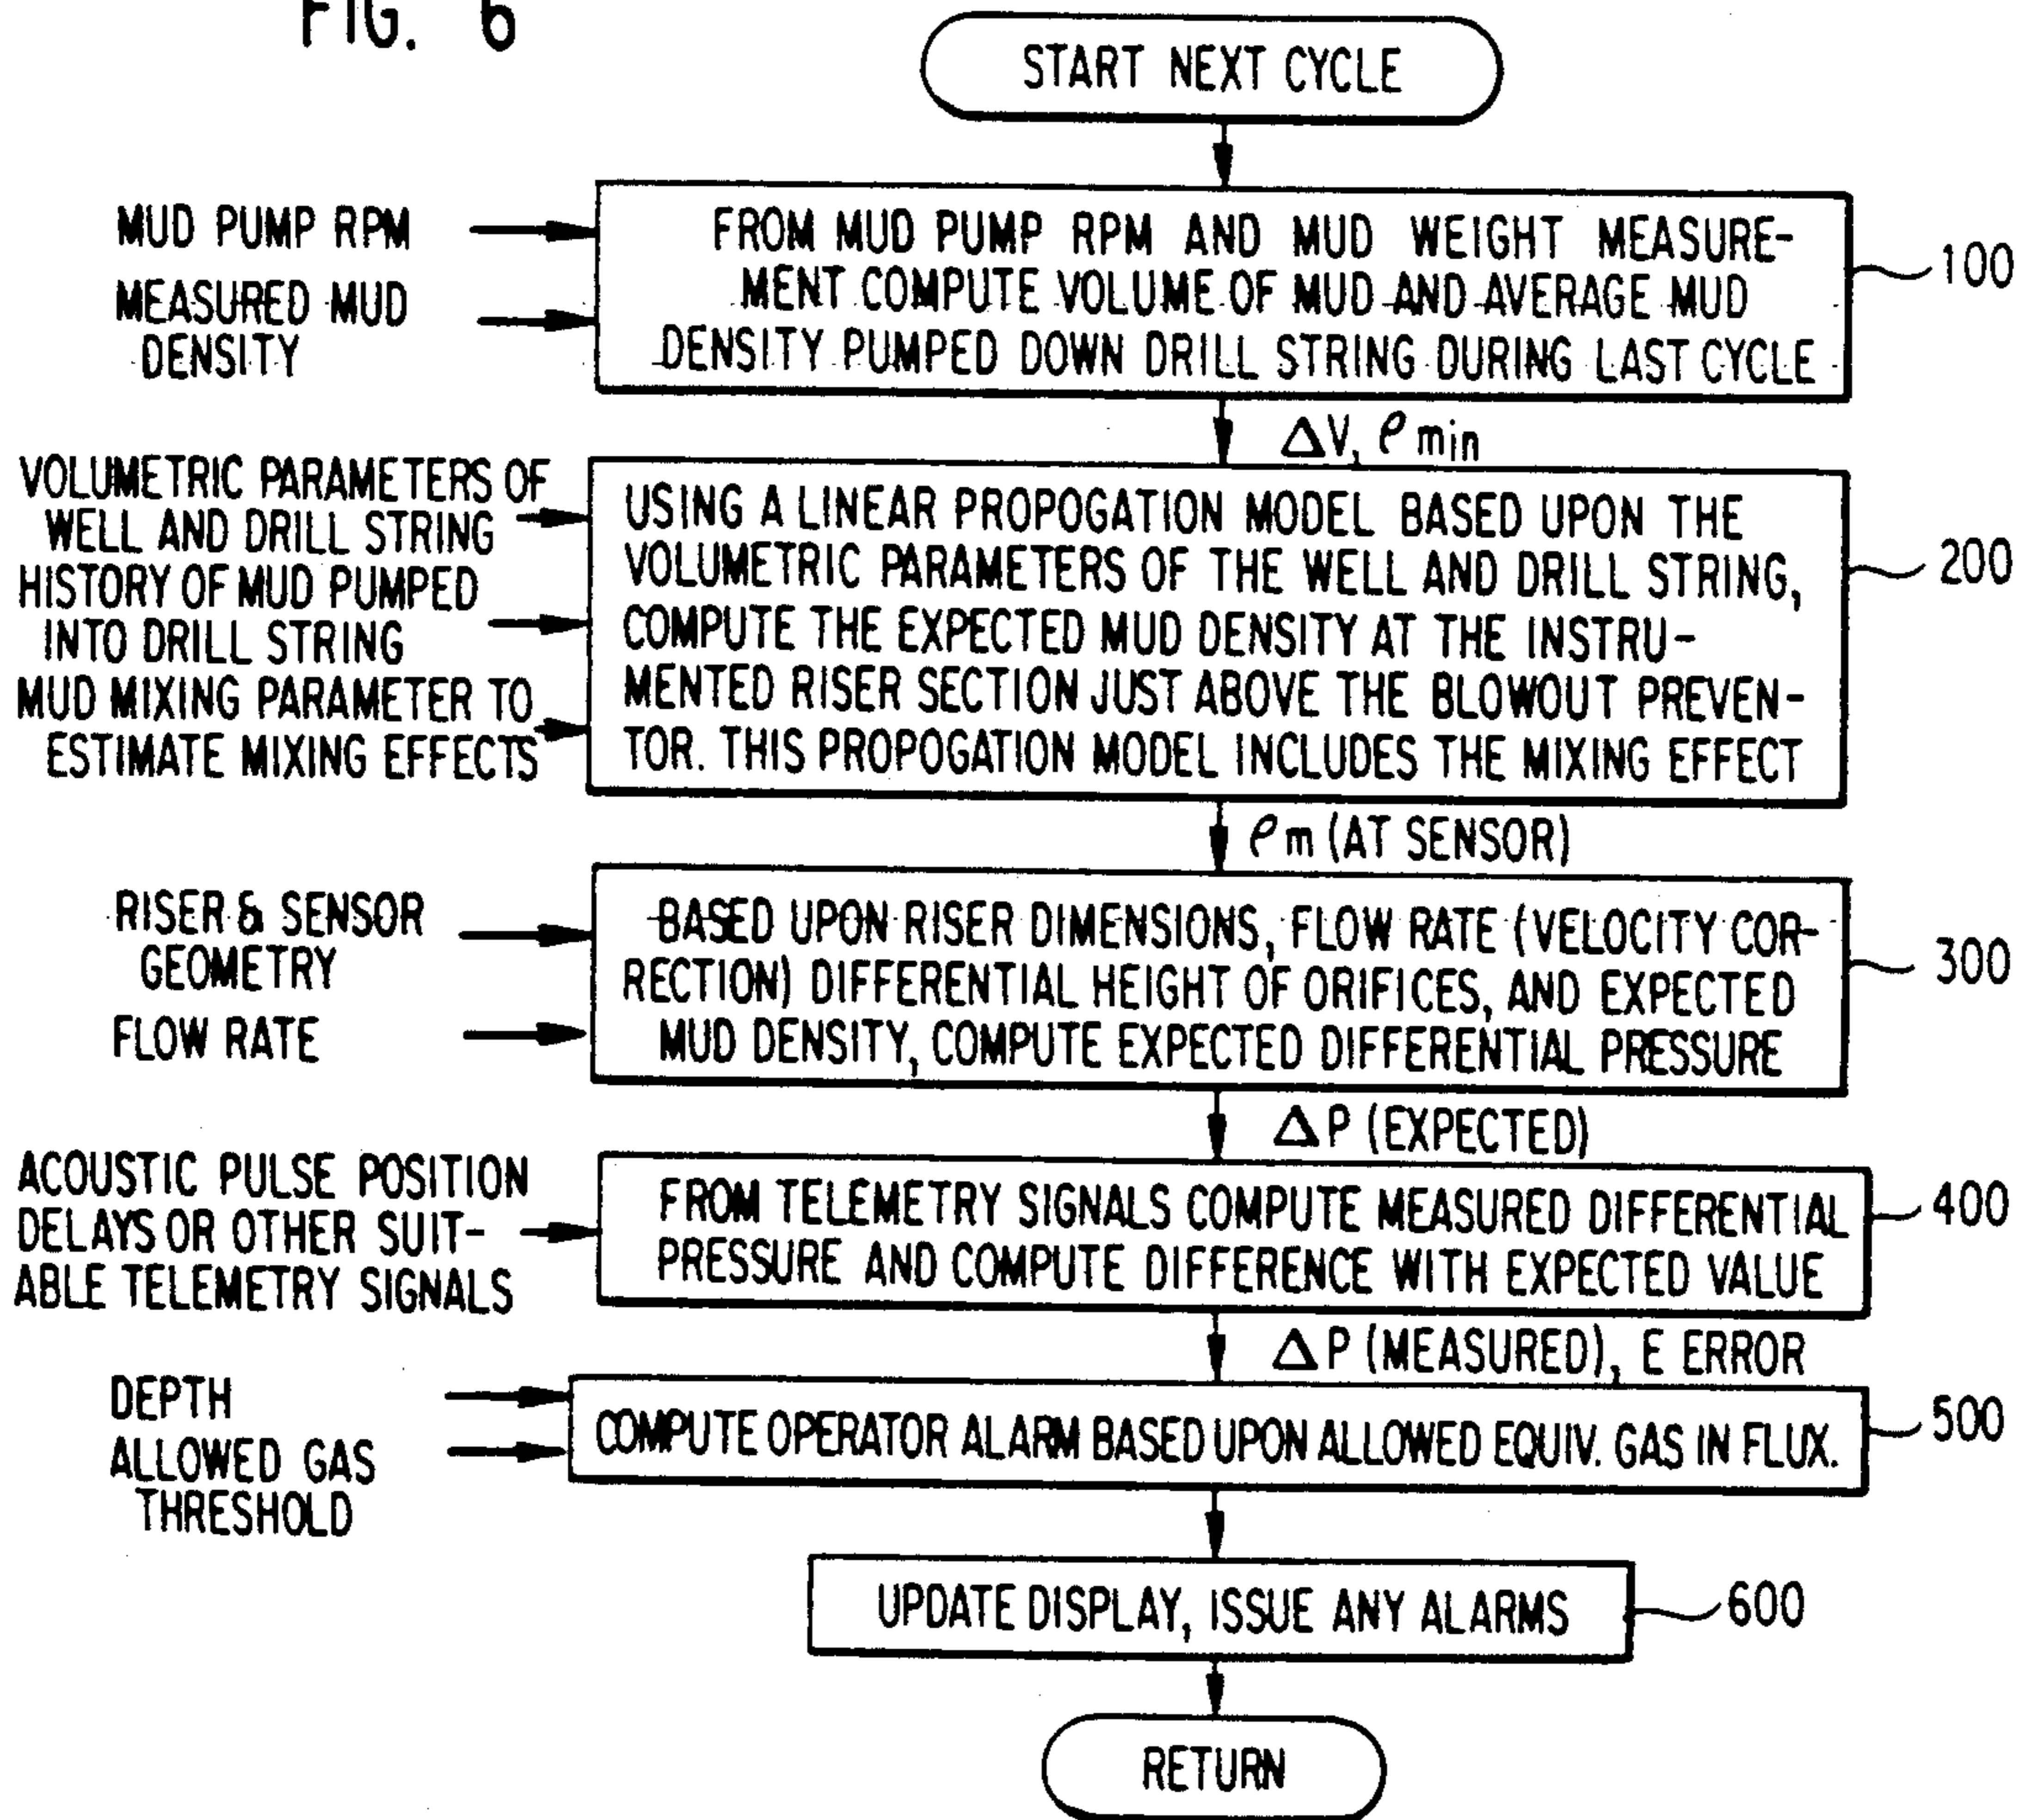 FIG. 6
START NEXT CYCLE
MUD PUMP RPM
MEASURED MUD
DENSITY
FROM MUD PUMP RPM AND MUD WEIGHT MEASURE-
MENT COMPUTE VOLUME OF MUD AND AVERAGE MUD
DENSITY PUMPED DOWN DRILL STRING DURING LAST CYCLE
100
ΔV, ρmin
VOLUMETRIC PARAMETERS OF
WELL AND DRILL STRING
HISTORY OF MUD PUMPED
INTO DRILL STRING
MUD MIXING PARAMETER TO
ESTIMATE MIXING EFFECTS
USING A LINEAR PROPOGATION MODEL BASED UPON THE
VOLUMETRIC PARAMETERS OF THE WELL AND DRILL STRING,
COMPUTE THE EXPECTED MUD DENSITY AT THE INSTRU-
MENTED RISER SECTION JUST ABOVE THE BLOWOUT PREVEN-
TOR. THIS PROPOGATION MODEL INCLUDES THE MIXING EFFECT
200
ρm (AT SENSOR)
RISER & SENSOR
GEOMETRY
FLOW RATE
BASED UPON RISER DIMENSIONS, FLOW RATE (VELOCITY COR-
RECTION) DIFFERENTIAL HEIGHT OF ORIFICES, AND EXPECTED
MUD DENSITY, COMPUTE EXPECTED DIFFERENTIAL PRESSURE
300
ΔP (EXPECTED)
ACOUSTIC PULSE POSITION
DELAYS OR OTHER SUIT-
ABLE TELEMETRY SIGNALS
FROM TELEMETRY SIGNALS COMPUTE MEASURED DIFFERENTIAL
PRESSURE AND COMPUTE DIFFERENCE WITH EXPECTED VALUE
400
ΔP (MEASURED), E ERROR
DEPTH
ALLOWED GAS
THRESHOLD
COMPUTE OPERATOR ALARM BASED UPON ALLOWED EQUIV. GAS IN FLUX.
500
UPDATE DISPLAY, ISSUE ANY ALARMS
600
RETURN